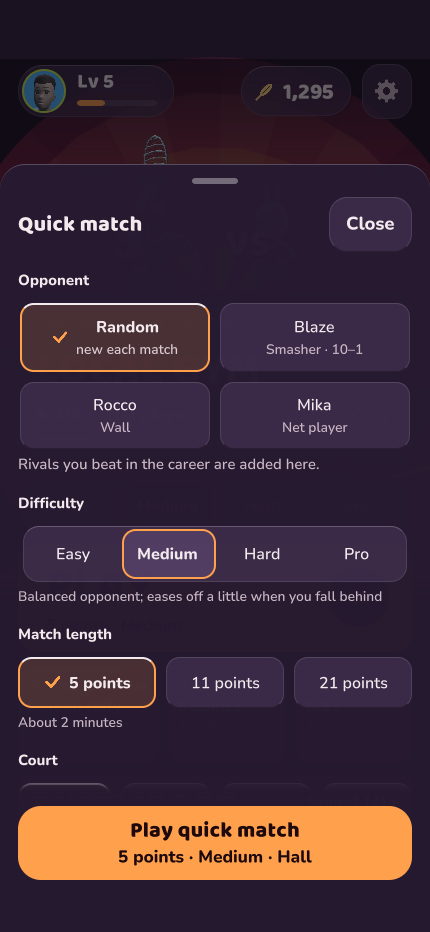 Lv 5
1,295
Quick match
Close
Opponent
Random
new each match
Blaze
Smasher · 10–1
Rocco
Wall
Mika
Net player
Rivals you beat in the career are added here.
Difficulty
Easy
Medium
Hard
Pro
Balanced opponent; eases off a little when you fall behind
Match length
5 points
11 points
21 points
About 2 minutes
Court
Play quick match
5 points · Medium · Hall